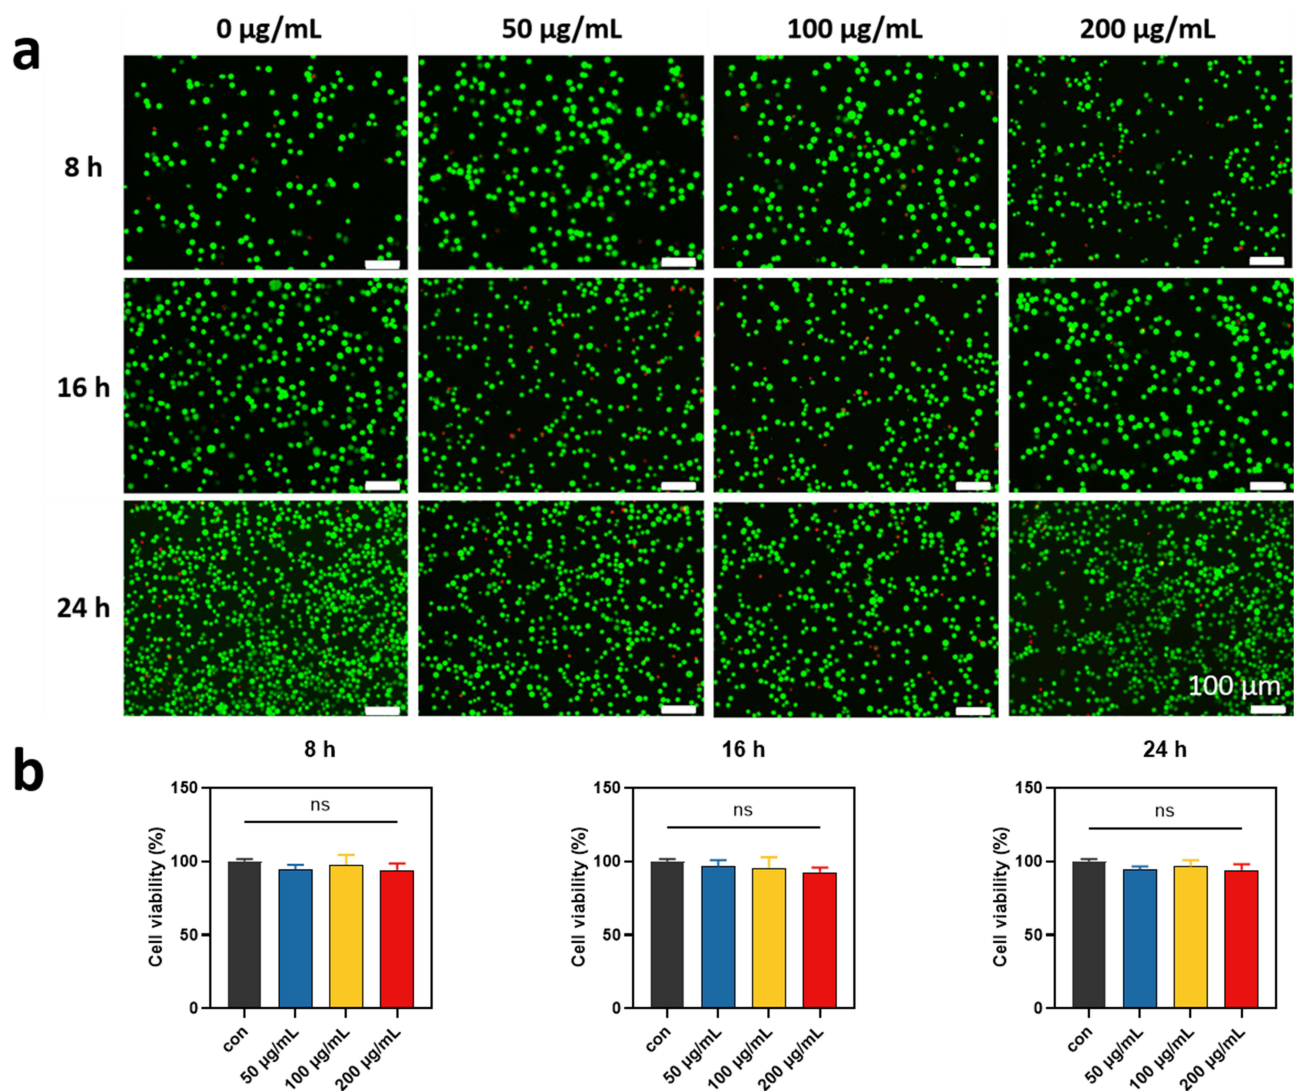 a
0 µg/mL 50 µg/mL 100 µg/mL 200 µg/mL
8 h
16 h
24 h
100 µm
b
8 h
150
100
50
0
Cell viability (%)
ns
con
50 µg/mL
100 µg/mL
200 µg/mL
16 h
150
100
50
0
Cell viability (%)
ns
con
50 µg/mL
100 µg/mL
200 µg/mL
24 h
150
100
50
0
Cell viability (%)
ns
con
50 µg/mL
100 µg/mL
200 µg/mL